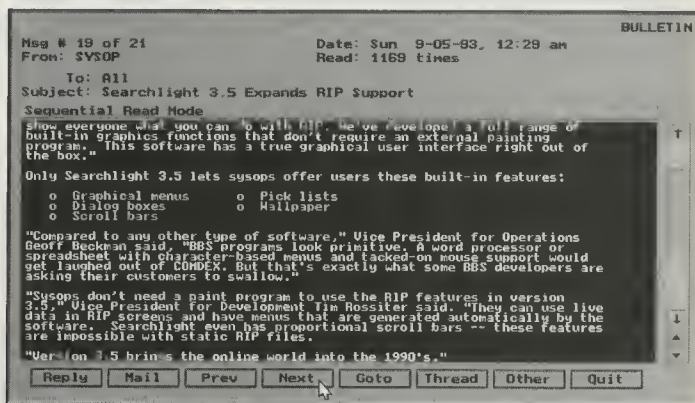 BULLETIN
Msg # 19 of 21 Date: Sun 9-05-93, 12:29 am
From: SYSOP Read: 1169 times
To: All
Subject: Searchlight 3.5 Expands RIP Support
Sequential Read Mode
show everyone what you can do with RIP. We've developed a full range of
built-in graphics functions that don't require an external painting
program. This software has a true graphical user interface right out of
the box."
Only Searchlight 3.5 lets sysops offer users these built-in features:
o Graphical menus o Pick lists
o Dialog boxes o Wallpaper
o Scroll bars
"Compared to any other type of software," Vice President for Operations
Geoff Beckman said, "BBS programs look primitive. A word processor or
spreadsheet with character-based menus and tacked-on mouse support would
get laughed out of COMDEX. But that's exactly what some BBS developers are
asking their customers to swallow."
"Sysops don't need a paint program to use the RIP features in version
3.5," Vice President for Development Tim Rossiter said. "They can use live
data in RIP screens and have menus that are generated automatically by the
software. Searchlight even has proportional scroll bars -- these features
are impossible with static RIP files.
"Version 3.5 brings the online world into the 1990's."
Reply Mail Prev Next Goto Thread Other Quit